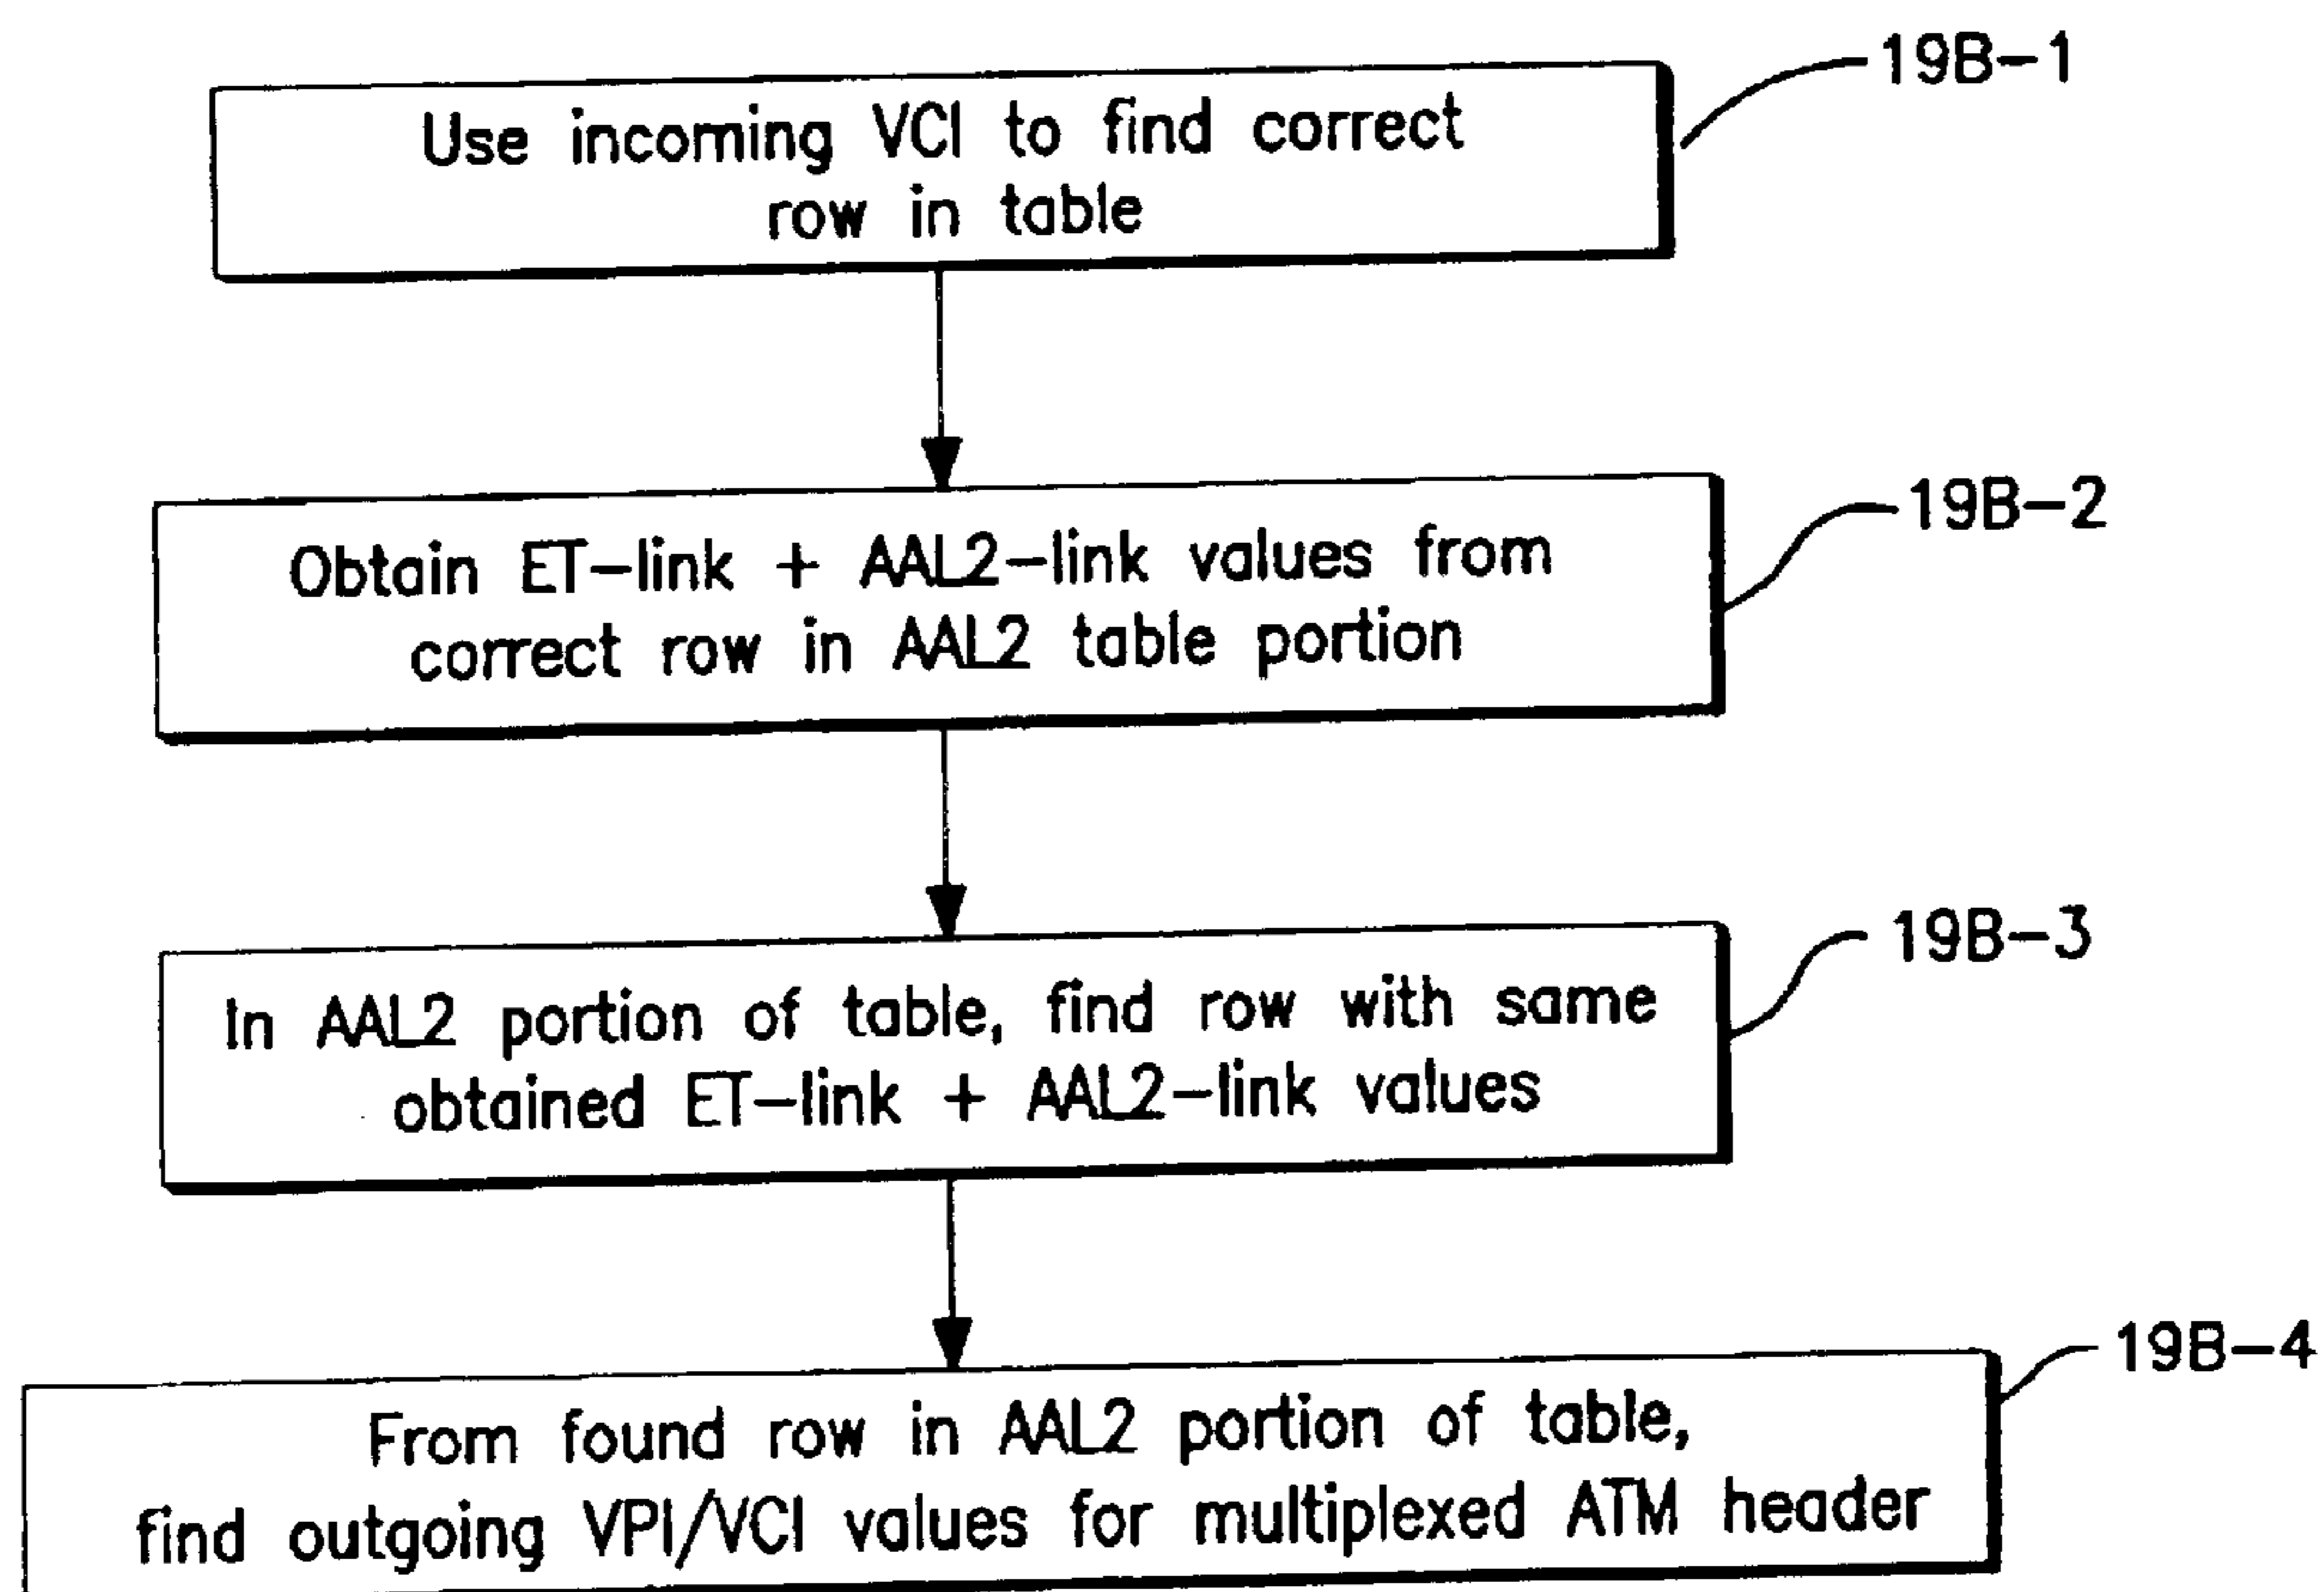 19B-1
Use incoming VCI to find correct
row in table
19B-2
Obtain ET-link + AAL2-link values from
correct row in AAL2 table portion
19B-3
In AAL2 portion of table, find row with same
obtained ET-link + AAL2-link values
19B-4
From found row in AAL2 portion of table,
find outgoing VPI/VCI values for multiplexed ATM header